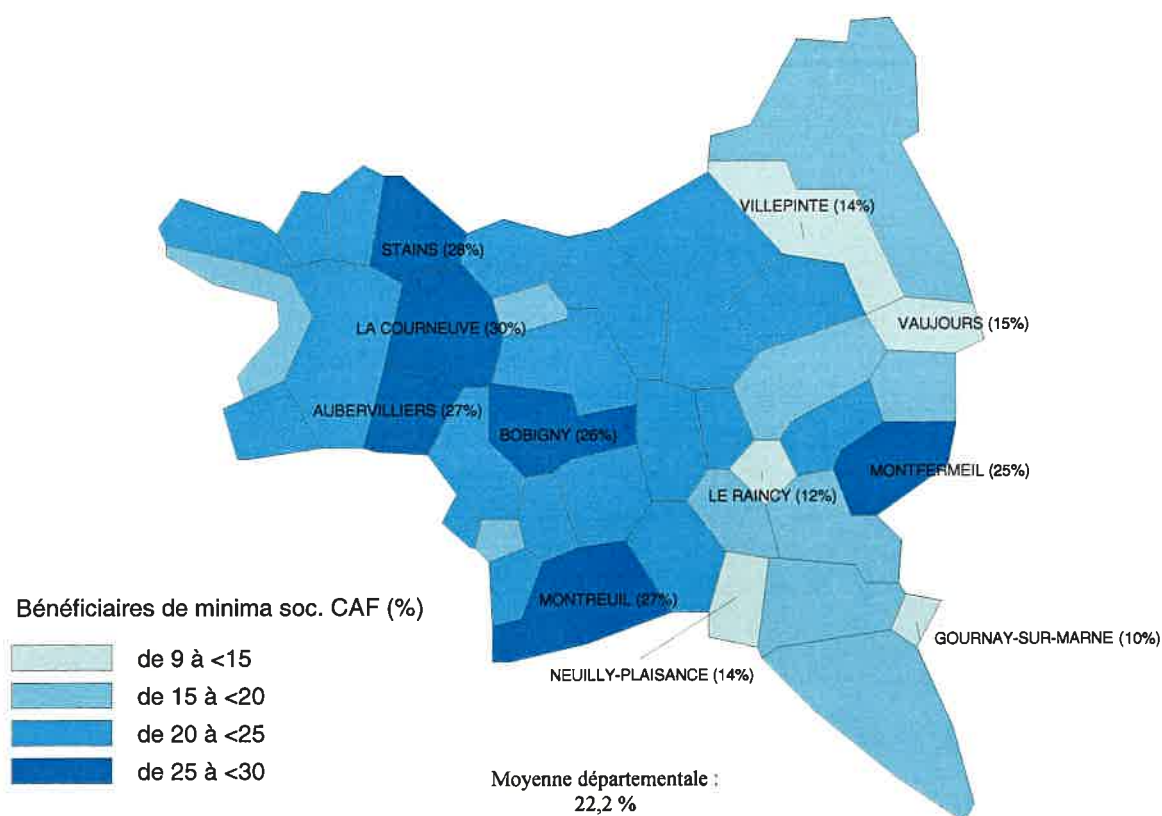 VILLEPINTE (14%)
STAINS (28%)
VAUJOURS (15%)
LA COURNEUVE (30%)
AUBERVILLIERS (27%)
BOBIGNY (26%)
MONTFERMEIL (25%)
LE RAINCY (12%)
MONTREUIL (27%)
GOURNAY-SUR-MARNE (10%)
NEUILLY-PLAISANCE (14%)
Bénéficiaires de minima soc. CAF (%)
de 9 à <15
de 15 à <20
de 20 à <25
de 25 à <30
Moyenne départementale :
22,2 %